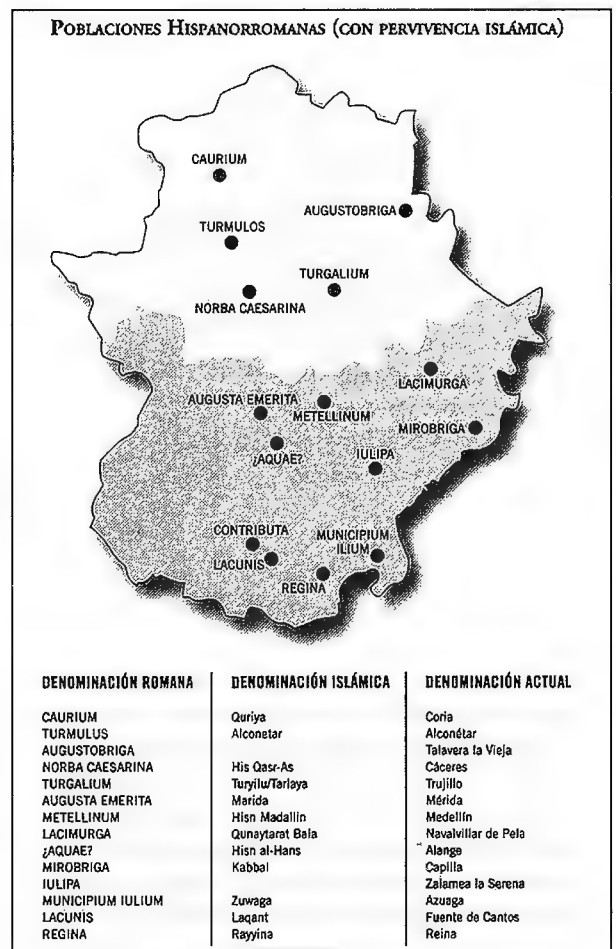 POBLACIONES HISPANORROMANAS (CON PERVIVENCIA ISLÁMICA)
CAURIUM
AUGUSTOBRIGA
TURMULOS
TURGALIUM
NORBA CAESARINA
LACIMURGA
AUGUSTA EMERITA
METELLINUM
MIROBRIGA
¿AQUAE?
IULIPA
CONTRIBUTA
MUNICIPIUM
ILIUM
LACUNIS
REGINA
DENOMINACIÓN ROMANA DENOMINACIÓN ISLÁMICA DENOMINACIÓN ACTUAL
CAURIUM Quriya Coria
TURMULUS Alconetar Alconétar
AUGUSTOBRIGA Talavera la Vieja
NORBA CAESARINA His Qasr-As Cáceres
TURGALIUM Turyilu/Tarlaya Trujillo
AUGUSTA EMERITA Marida Mérida
METELLINUM Hisn Madallin Medellín
LACIMURGA Qunaytarat Bala Navalvillar de Pela
¿AQUAE? Hisn al-Hans Alange
MIROBRIGA Kabbal Capilla
IULIPA Zalamea la Serena
MUNICIPIUM IULIUM Zuwaga Azuaga
LACUNIS Laqant Fuente de Cantos
REGINA Rayyina Reina